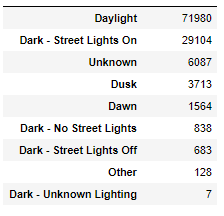 Daylight 71980
Dark - Street Lights On 29104
Unknown 6087
Dusk 3713
Dawn 1564
Dark - No Street Lights 838
Dark - Street Lights Off 683
Other 128
Dark - Unknown Lighting 7